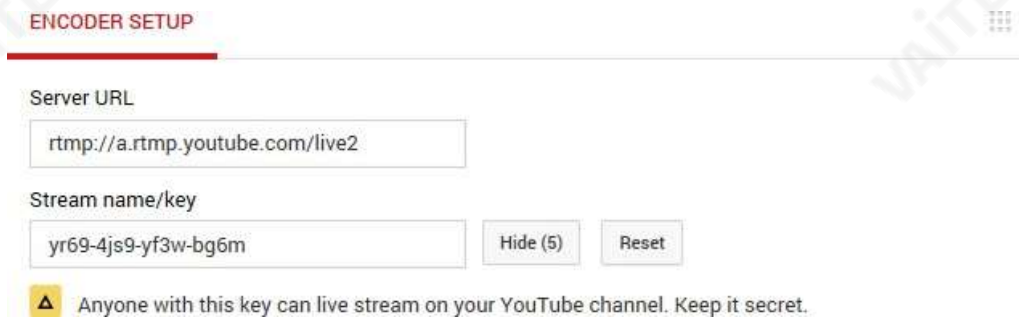 ENCODER SETUP
Server URL
rtmp://a.rtmp.youtube.com/live2
Stream name/key
yr69-4js9-yf3w-bg6m
Hide (5) Reset
Anyone with this key can live stream on your YouTube channel. Keep it secret.